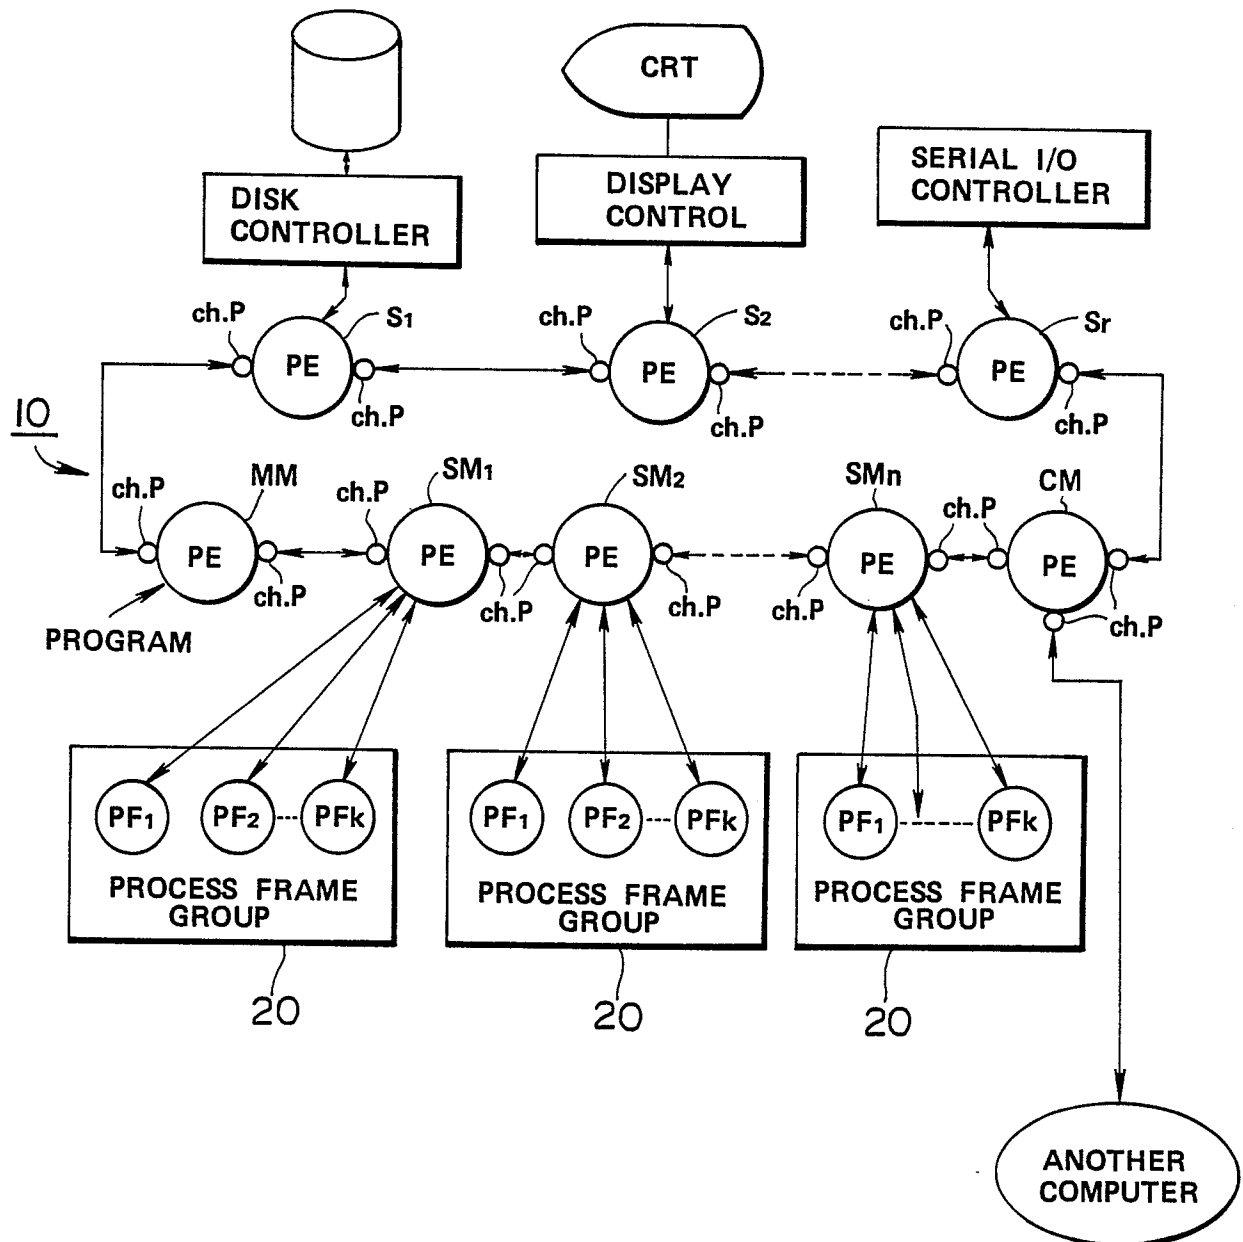 CRT
DISK
CONTROLLER
DISPLAY
CONTROL
SERIAL I/O
CONTROLLER
ch.P
S1
ch.P
S2
ch.P
Sr
PE
PE
PE
ch.P
ch.P
ch.P
10
MM
SM1
SM2
SMn
CM
ch.P
ch.P
ch.P
PE
PE
PE
PE
PE
ch.P
ch.P
ch.P
ch.P
ch.P
PROGRAM
PF1
PF2
PFk
PROCESS FRAME
GROUP
PF1
PF2
PFk
PROCESS FRAME
GROUP
PF1
PFk
PROCESS FRAME
GROUP
20
20
20
ANOTHER
COMPUTER